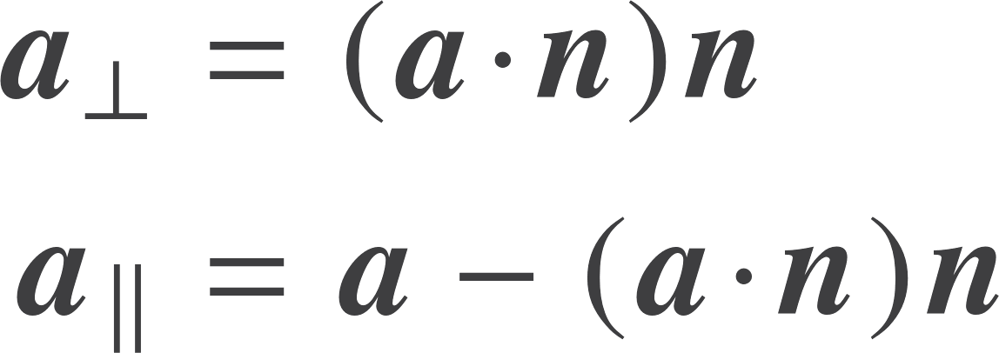 a⊥ = (a · n)n
a∥ = a − (a · n)n